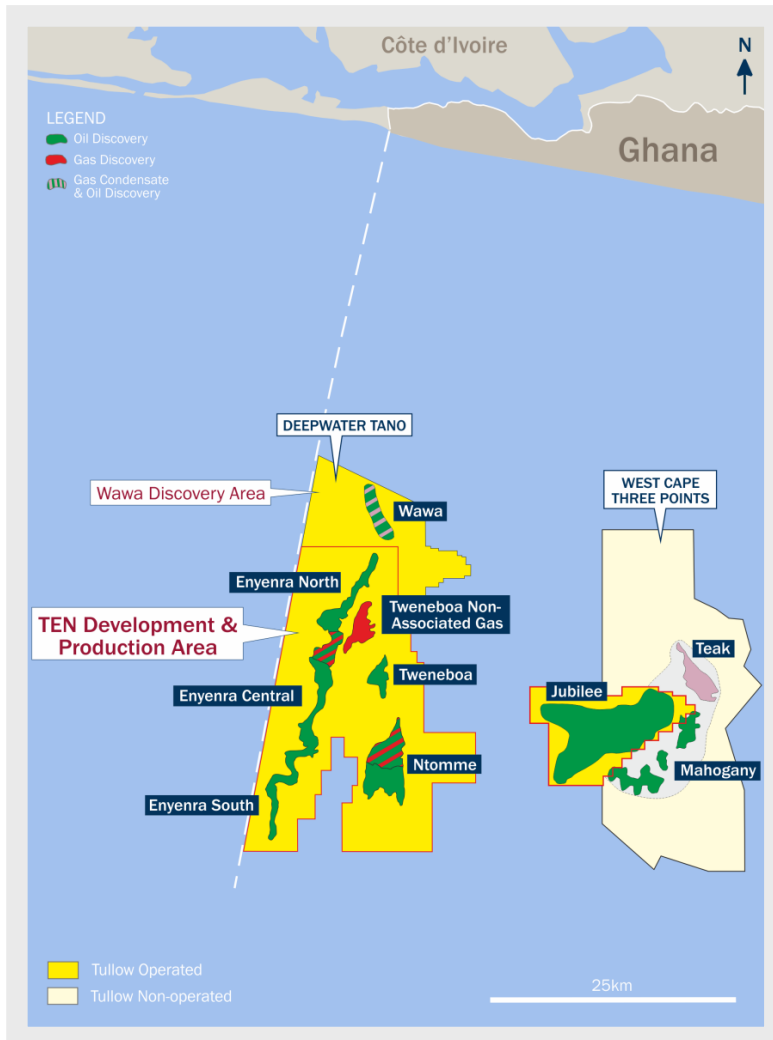 Côte d'Ivoire
N
LEGEND
Oil Discovery
Gas Discovery
Gas Condensate
& Oil Discovery
Ghana
DEEPWATER TANO
Wawa Discovery Area
WEST CAPE
THREE POINTS
Wawa
Enyenra North
Tweneboa Non-
Associated Gas
TEN Development &
Production Area
Teak
Tweneboa
Enyenra Central
Jubilee
Ntomme
Mahogany
Enyenra South
Tullow Operated
Tullow Non-operated
25km